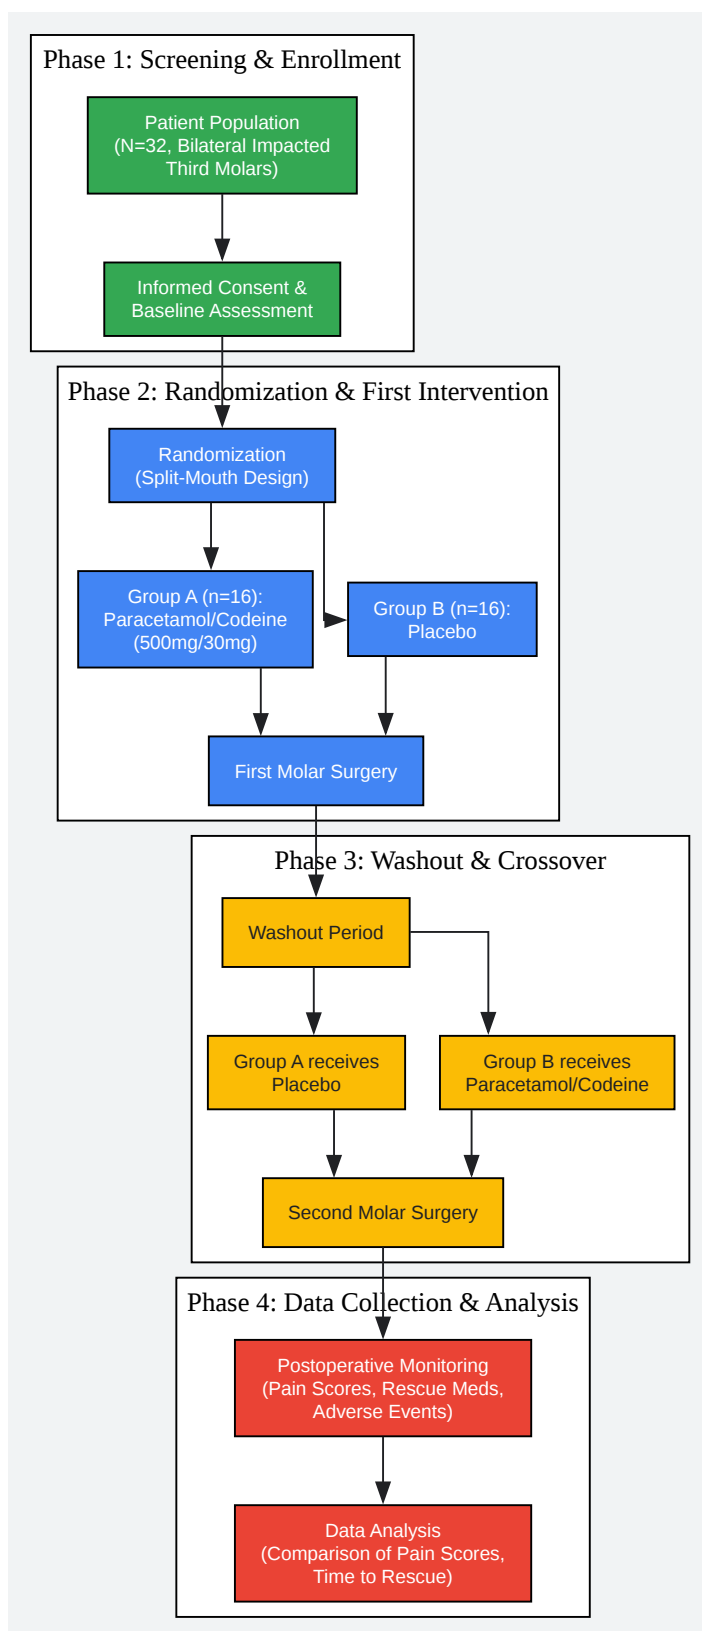 Phase 1: Screening & Enrollment
Patient Population
(N=32, Bilateral Impacted
Third Molars)
Informed Consent &
Baseline Assessment
Phase 2: Randomization & First Intervention
Randomization
(Split-Mouth Design)
Group A (n=16):
Paracetamol/Codeine
(500mg/30mg)
Group B (n=16):
Placebo
First Molar Surgery
Phase 3: Washout & Crossover
Washout Period
Group A receives
Placebo
Group B receives
Paracetamol/Codeine
Second Molar Surgery
Phase 4: Data Collection & Analysis
Postoperative Monitoring
(Pain Scores, Rescue Meds,
Adverse Events)
Data Analysis
(Comparison of Pain Scores,
Time to Rescue)